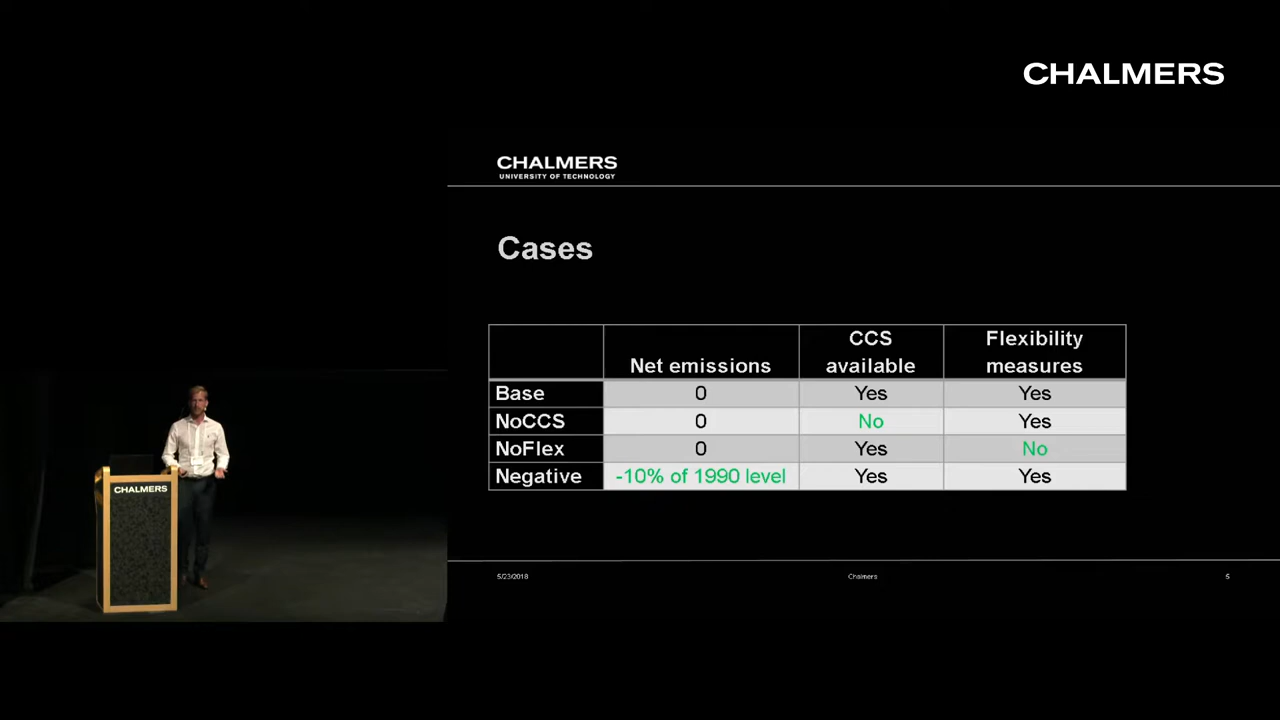 CHALMERS
CHALMERS
UNIVERSITY OF TECHNOLOGY
Cases
Net emissions CCS available Flexibility measures
Base 0 Yes Yes
NoCCS 0 No Yes
NoFlex 0 Yes No
Negative -10% of 1990 level Yes Yes
CHALMERS
5/23/2018 Chalmers 5